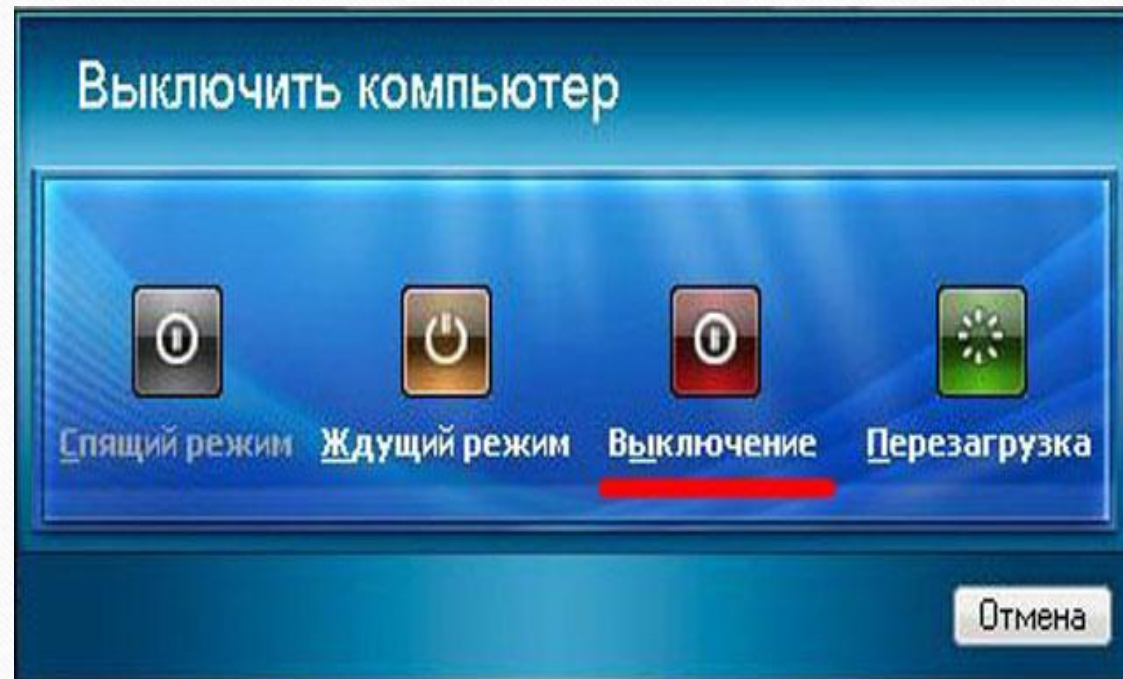 Выключить компьютер
Спящий режим Ждущий режим Выключение Перезагрузка
Отмена